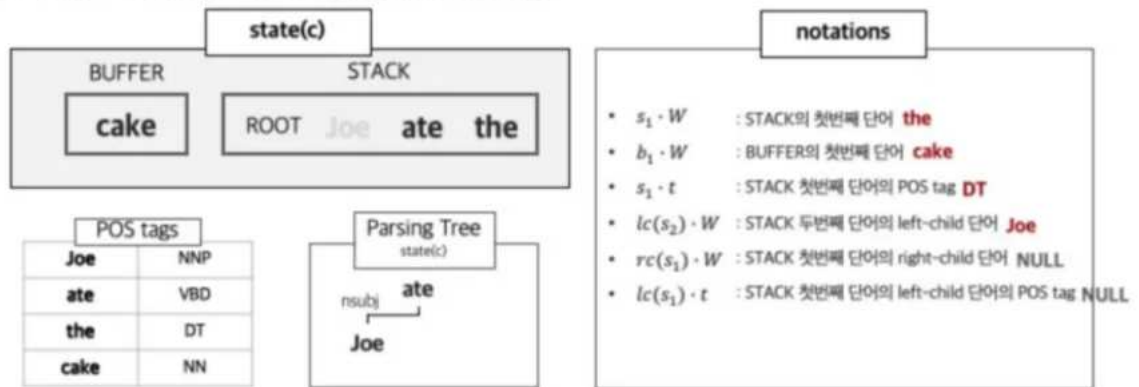 state(c)
BUFFER STACK
cake ROOT Joe ate the
POS tags
Joe NNP
ate VBD
the DT
cake NN
Parsing Tree
state(c)
nsubj ate
Joe
notations
• s₁ · W : STACK의 첫번째 단어 the
• b₁ · W : BUFFER의 첫번째 단어 cake
• s₁ · t : STACK 첫번째 단어의 POS tag DT
• lc(s₂) · W : STACK 두번째 단어의 left-child 단어 Joe
• rc(s₁) · W : STACK 첫번째 단어의 right-child 단어 NULL
• lc(s₁) · t : STACK 첫번째 단어의 left-child 단어의 POS tag NULL